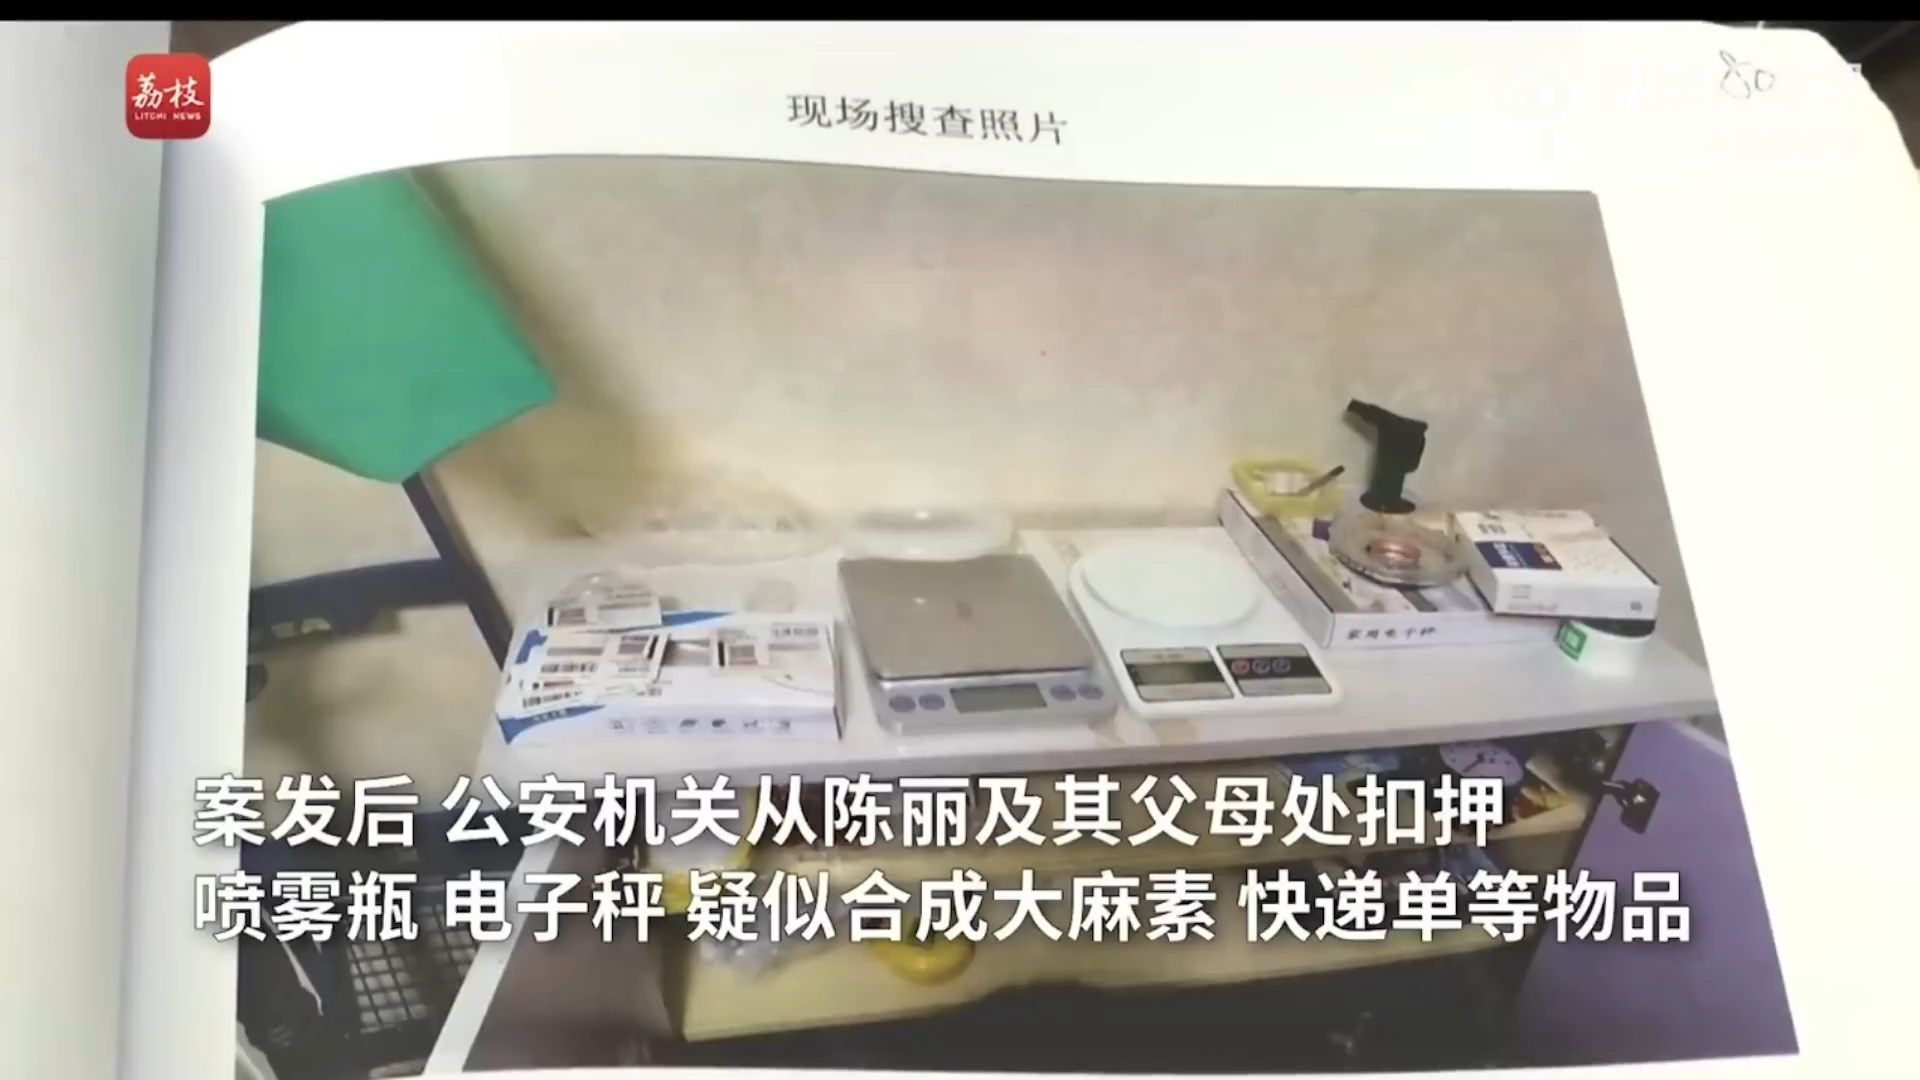 荔枝
LITCHI NEWS
80
现场搜查照片
家用电子秤
案发后 公安机关从陈丽及其父母处扣押
喷雾瓶 电子秤 疑似合成大麻素 快递单等物品